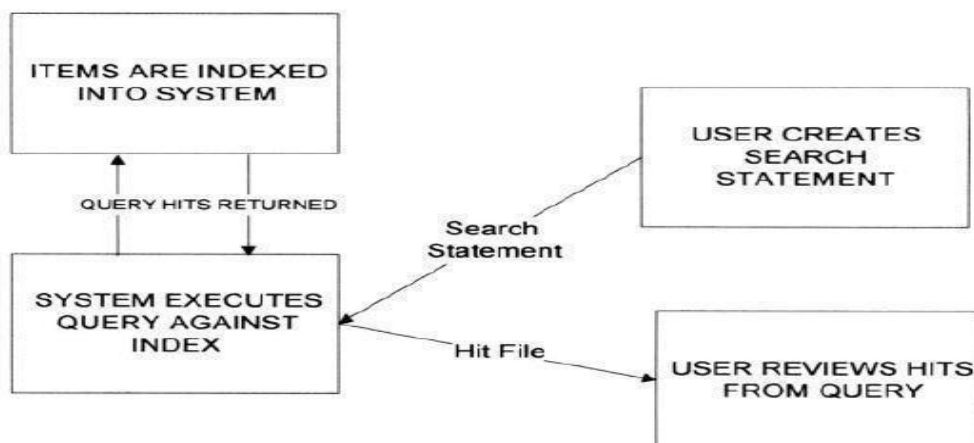 ITEMS ARE INDEXED
INTO SYSTEM
USER CREATES
SEARCH
STATEMENT
QUERY HITS RETURNED
Search
Statement
SYSTEM EXECUTES
QUERY AGAINST
INDEX
Hit File
USER REVIEWS HITS
FROM QUERY